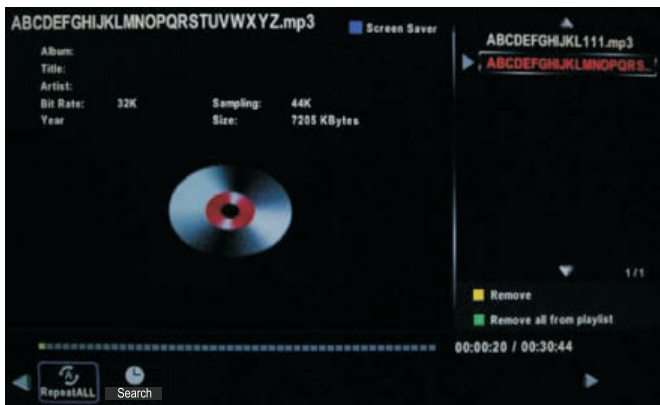 ABCDEFGHIJKLMNOPQRSTUVWXYZ.mp3
Screen Saver
Album:
Title:
Artist:
Bit Rate: 32K Sampling: 44K
Year Size: 7205 KBytes
ABCDEFGHIJKL111.mp3
ABCDEFGHIJKLMNOPQRS..
1/1
Remove
Remove all from playlist
00:00:20 / 00:30:44
A
RepeatALL
Search